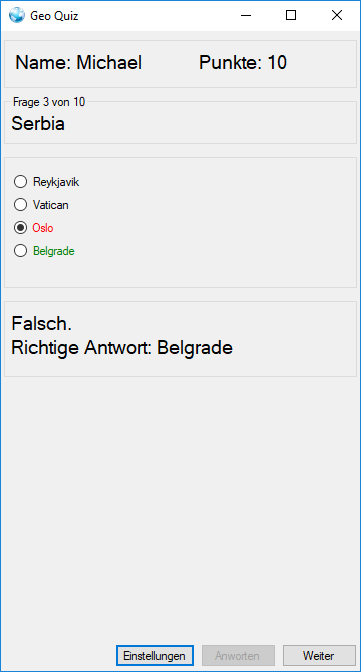 Geo Quiz
Name: Michael Punkte: 10
Frage 3 von 10
Serbia
Reykjavik
Vatican
Oslo
Belgrade
Falsch.
Richtige Antwort: Belgrade
Einstellungen Anworten Weiter